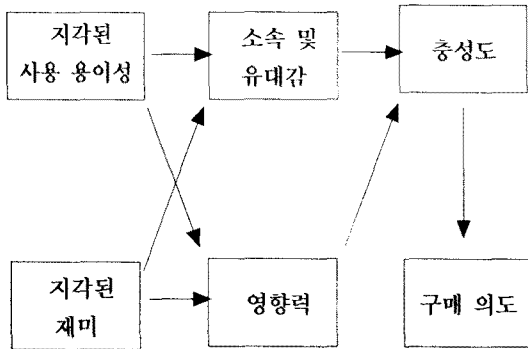 지각된
사용 용이성
소속 및
유대감
충성도
지각된
재미
영향력
구매 의도